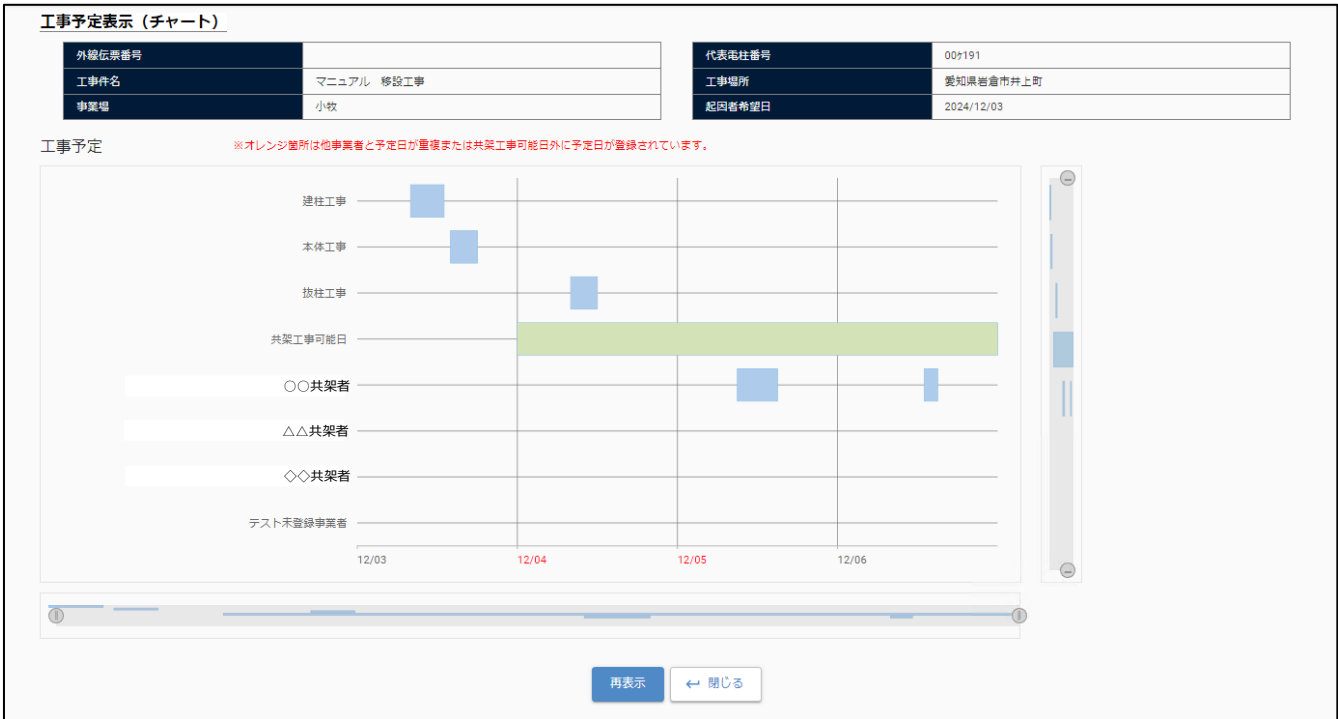 工事予定表示（チャート）
外線伝票番号
代表電柱番号 00ｹ191
工事件名 マニュアル 移設工事
工事場所 愛知県岩倉市井上町
事業場 小牧
起因者希望日 2024/12/03
工事予定 ※オレンジ箇所は他事業者と予定日が重複または共架工事可能日外に予定日が登録されています。
建柱工事
本体工事
抜柱工事
共架工事可能日
○○共架者
△△共架者
◇◇共架者
テスト未登録事業者
12/03 12/04 12/05 12/06
再表示 閉じる